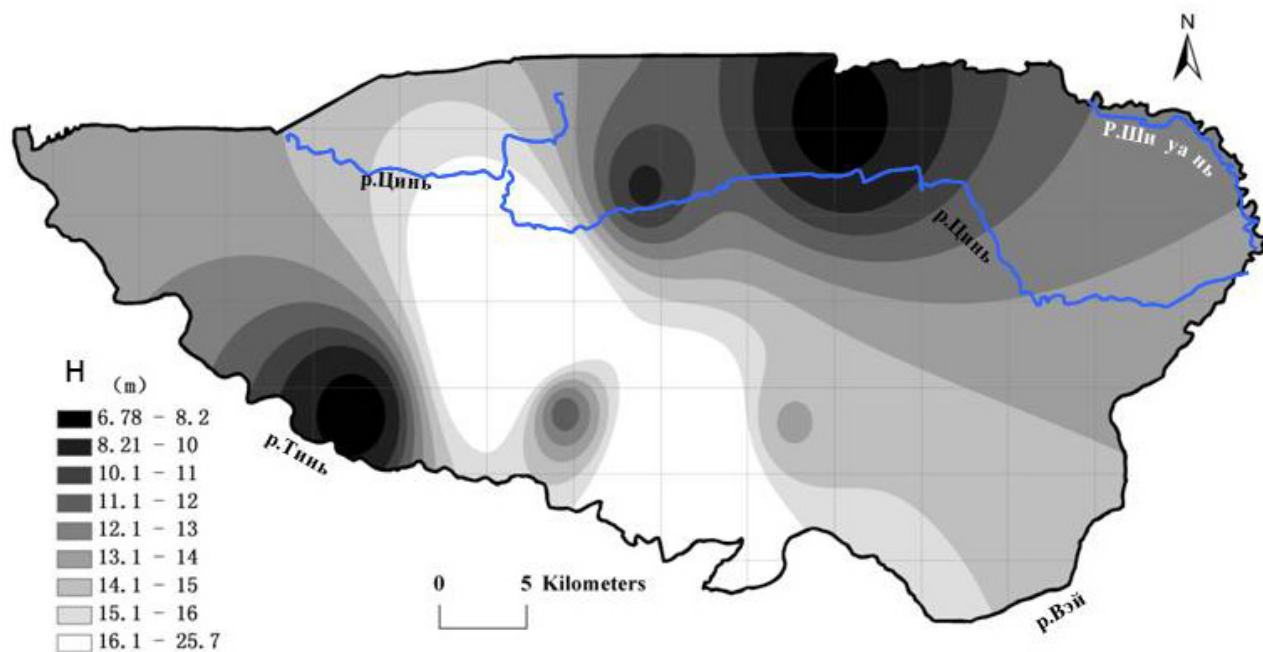 N
Р.Ши уа нь
р.Цинь
р.Цинь
H (m)
6.78 - 8.2
8.21 - 10
10.1 - 11
11.1 - 12
12.1 - 13
13.1 - 14
14.1 - 15
15.1 - 16
16.1 - 25.7
р.Тинь
0 5 Kilometers
р.Вэй